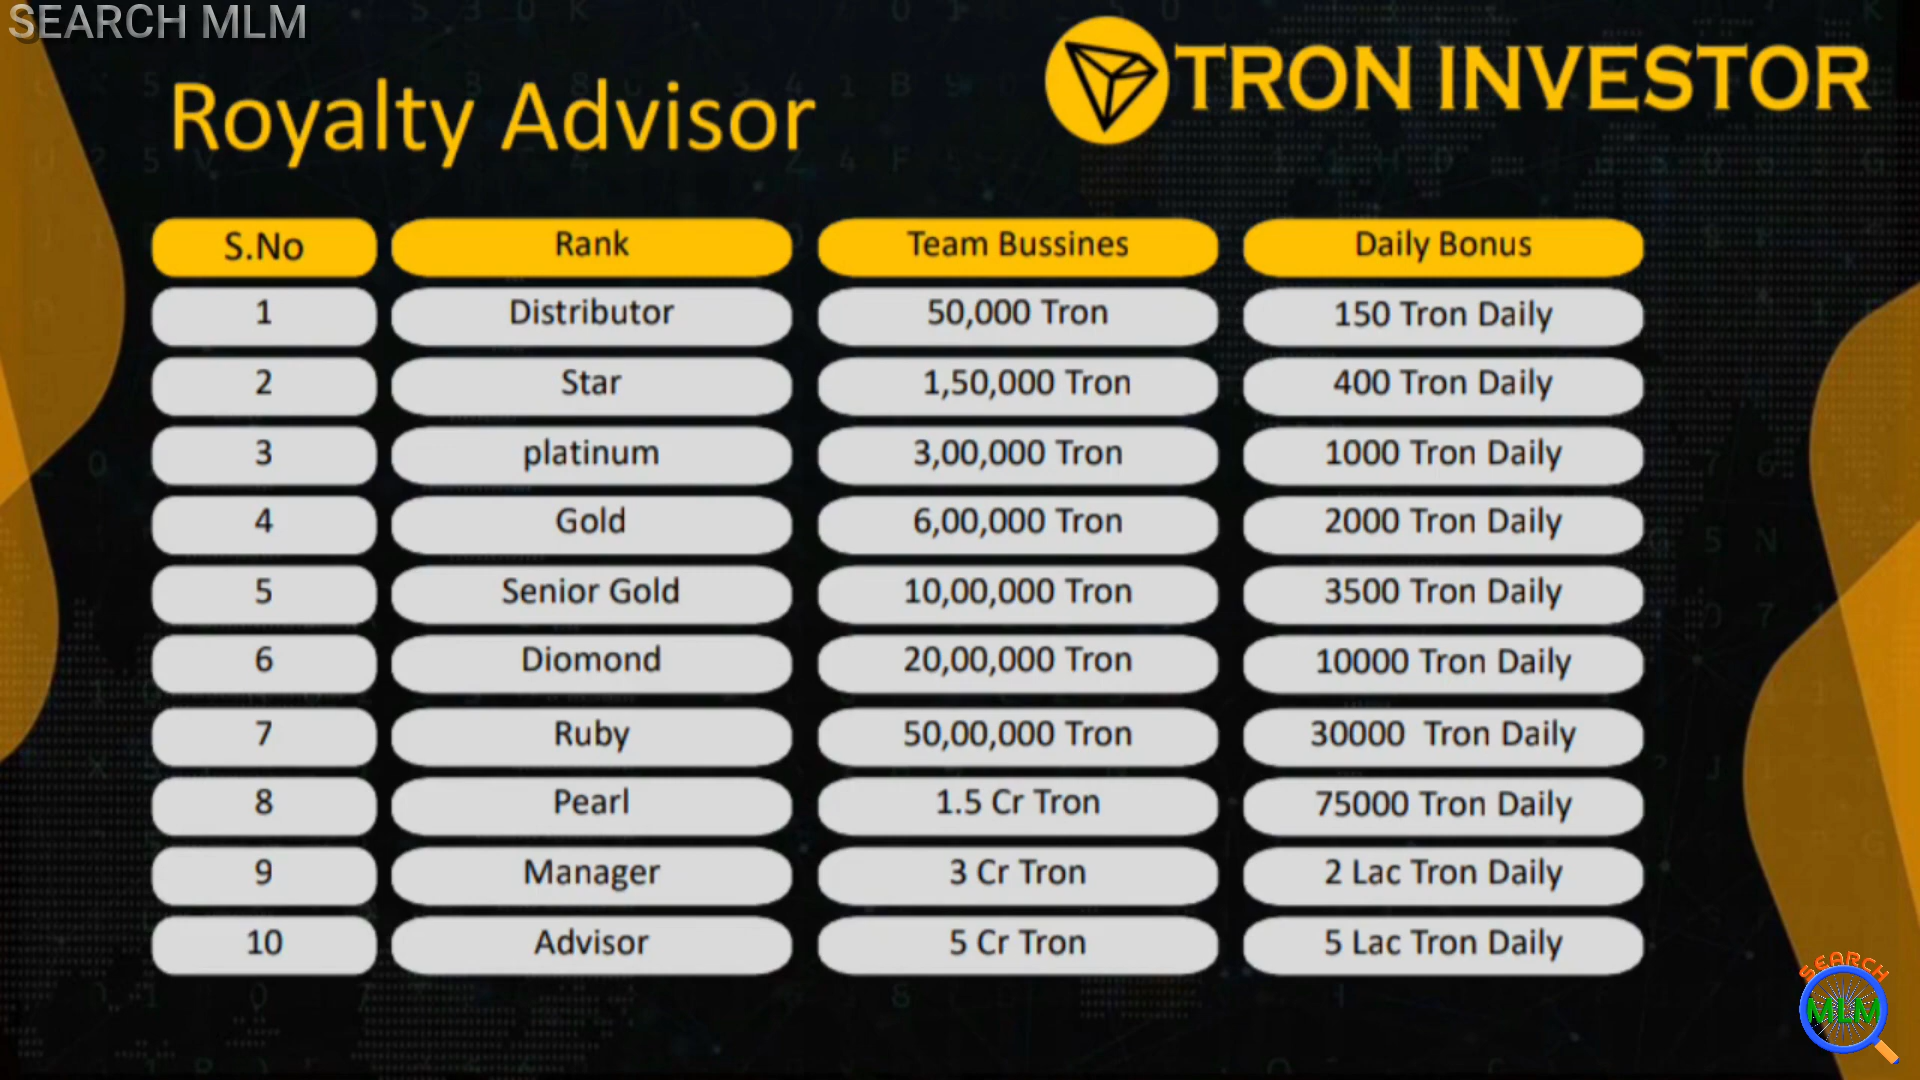 SEARCH MLM
TRON INVESTOR
Royalty Advisor
S.No Rank Team Bussines Daily Bonus
1 Distributor 50,000 Tron 150 Tron Daily
2 Star 1,50,000 Tron 400 Tron Daily
3 platinum 3,00,000 Tron 1000 Tron Daily
4 Gold 6,00,000 Tron 2000 Tron Daily
5 Senior Gold 10,00,000 Tron 3500 Tron Daily
6 Diomond 20,00,000 Tron 10000 Tron Daily
7 Ruby 50,00,000 Tron 30000 Tron Daily
8 Pearl 1.5 Cr Tron 75000 Tron Daily
9 Manager 3 Cr Tron 2 Lac Tron Daily
10 Advisor 5 Cr Tron 5 Lac Tron Daily
SEARCH
MLM